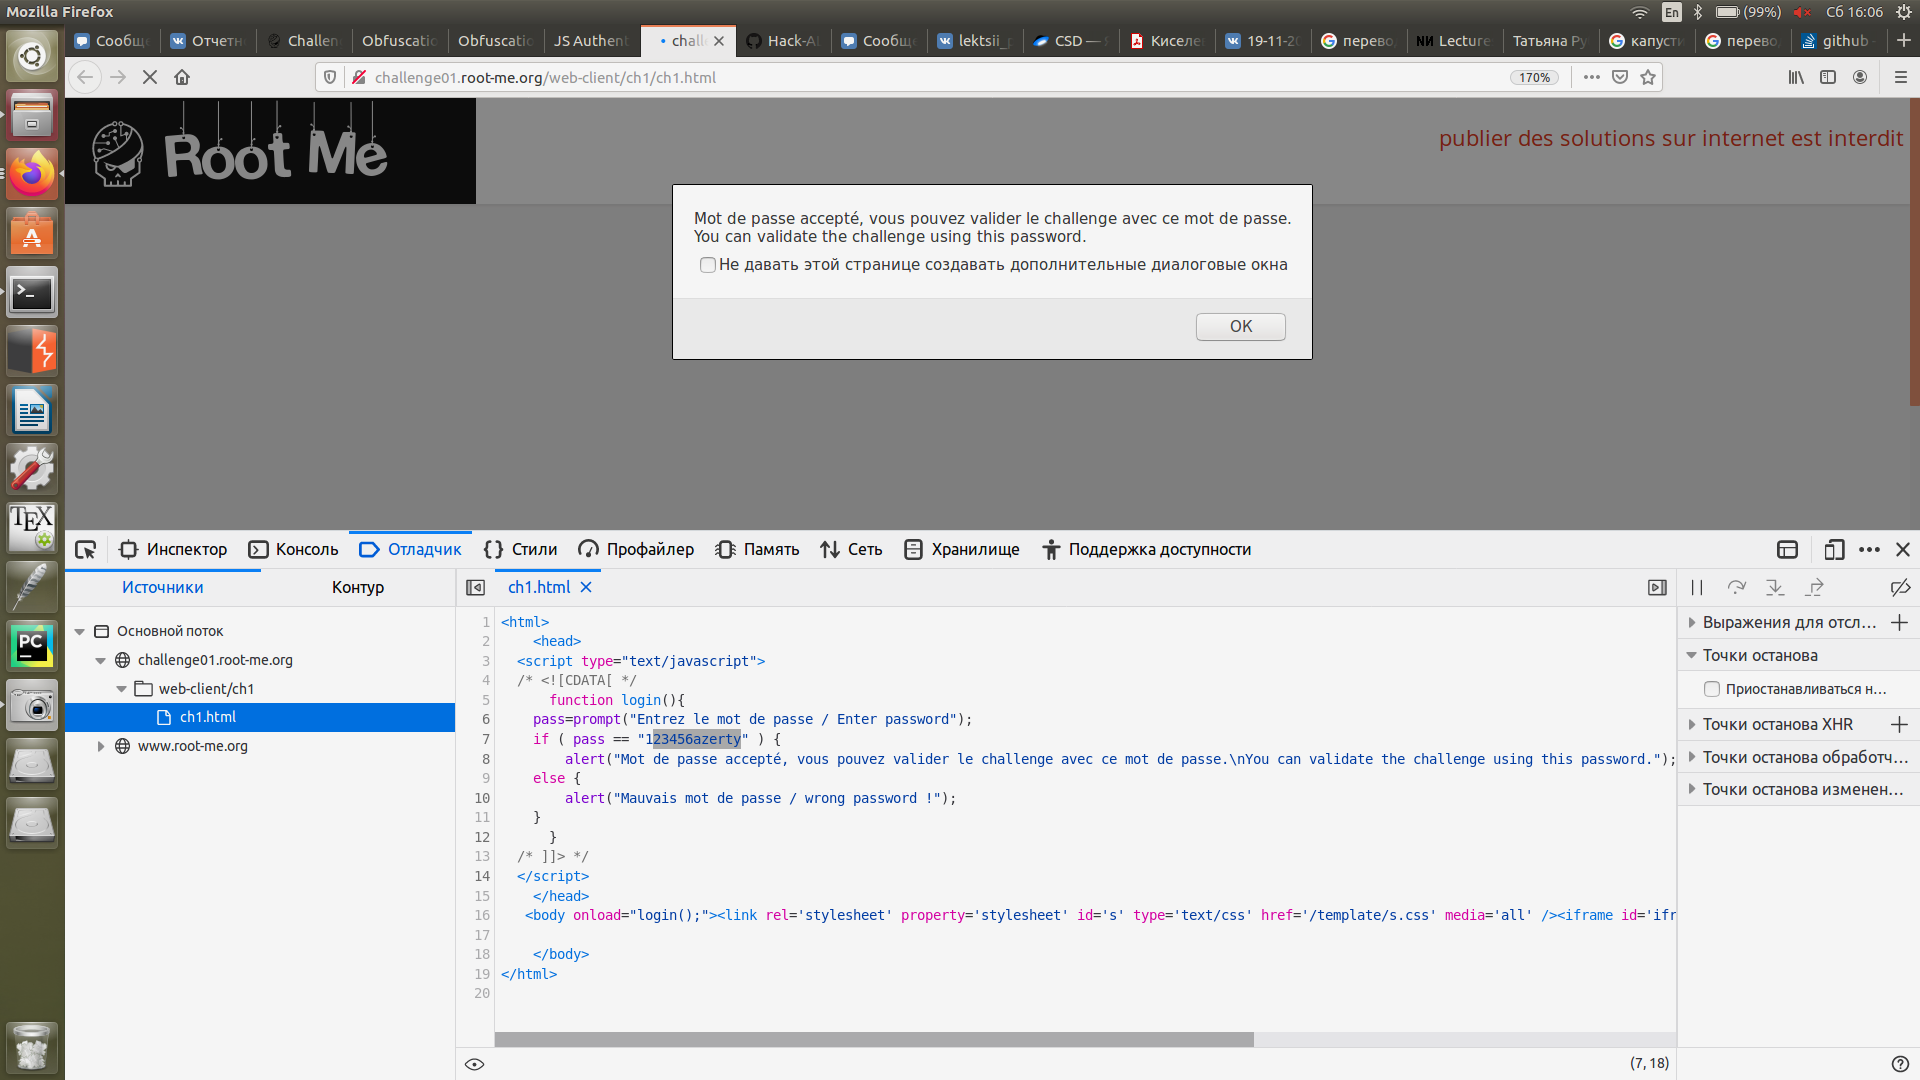 Mozilla Firefox
En
(99%)
Сб 16:06
Сообще
Отчетн
Challen
Obfuscatio
Obfuscatio
JS Authent
chall
Hack-A
Сообще
lektsii_p
CSD —
Киселе
19-11-20
перево
Lecture
Татьяна Ру
капусти
перево
github
challenge01.root-me.org/web-client/ch1/ch1.html
170%
Root Me
publier des solutions sur internet est interdit
Mot de passe accepté, vous pouvez valider le challenge avec ce mot de passe.
You can validate the challenge using this password.
Не давать этой странице создавать дополнительные диалоговые окна
OK
Инспектор
Консоль
Отладчик
Стили
Профайлер
Память
Сеть
Хранилище
Поддержка доступности
Источники
Контур
ch1.html
Основной поток
challenge01.root-me.org
web-client/ch1
ch1.html
www.root-me.org
1 <html>
2 <head>
3 <script type="text/javascript">
4 /* <![CDATA[ */
5 function login(){
6 pass=prompt("Entrez le mot de passe / Enter password");
7 if ( pass == "123456azerty" ) {
8 alert("Mot de passe accepté, vous pouvez valider le challenge avec ce mot de passe.\nYou can validate the challenge using this password.");
9 else {
10 alert("Mauvais mot de passe / wrong password !");
11 }
12 }
13 /* ]]> */
14 </script>
15 </head>
16 <body onload="login();"><link rel='stylesheet' property='stylesheet' id='s' type='text/css' href='/template/s.css' media='all' /><iframe id='ifr
17
18 </body>
19 </html>
20
(7, 18)
Выражения для отсл...
Точки останова
Приостанавливаться н...
Точки останова XHR
Точки останова обработч...
Точки останова изменен...
TEX
PC